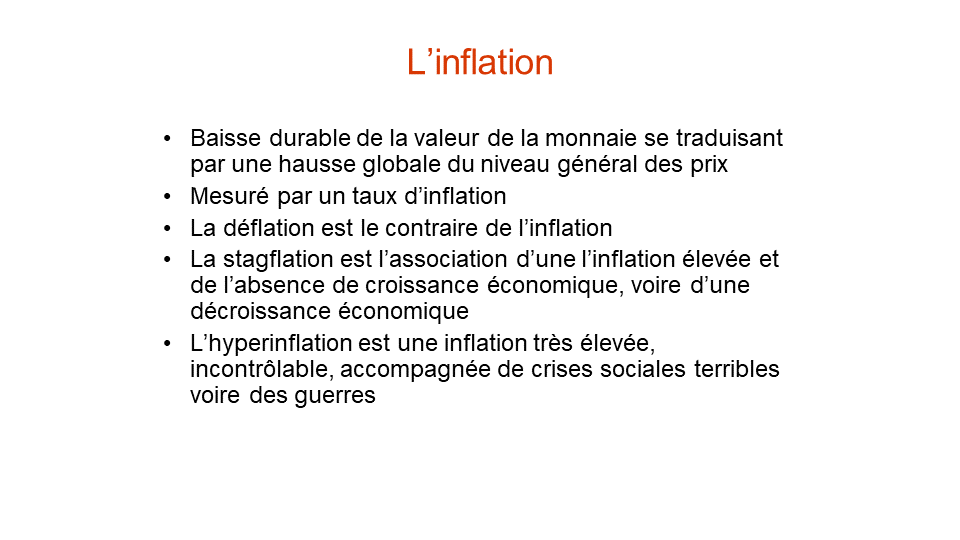 L’inflation
• Baisse durable de la valeur de la monnaie se traduisant
par une hausse globale du niveau général des prix
• Mesuré par un taux d’inflation
• La déflation est le contraire de l’inflation
• La stagflation est l’association d’une l’inflation élevée et
de l’absence de croissance économique, voire d’une
décroissance économique
• L’hyperinflation est une inflation très élevée,
incontrôlable, accompagnée de crises sociales terribles
voire des guerres